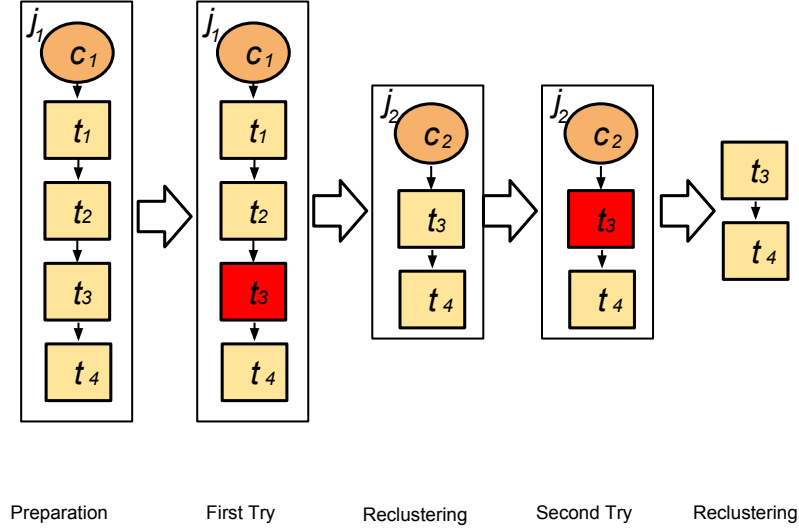 j1
c1
t1
t2
t3
t4
j1
c1
t1
t2
t3
t4
j2
c2
t3
t4
j2
c2
t3
t4
t3
t4
Preparation
First Try
Reclustering
Second Try
Reclustering